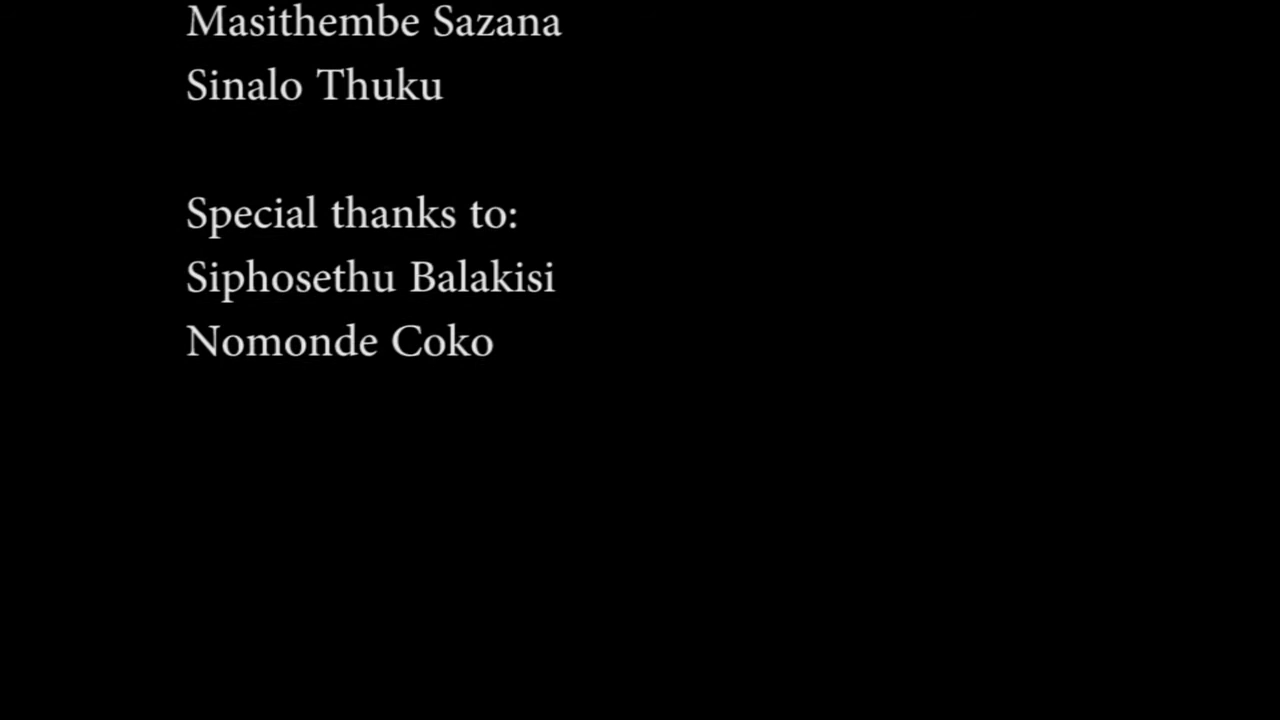 Masithembe Sazana
Sinalo Thuku
Special thanks to:
Siphosethu Balakisi
Nomonde Coko